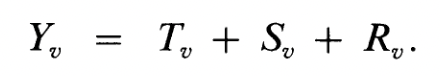 Y_v = T_v + S_v + R_v.